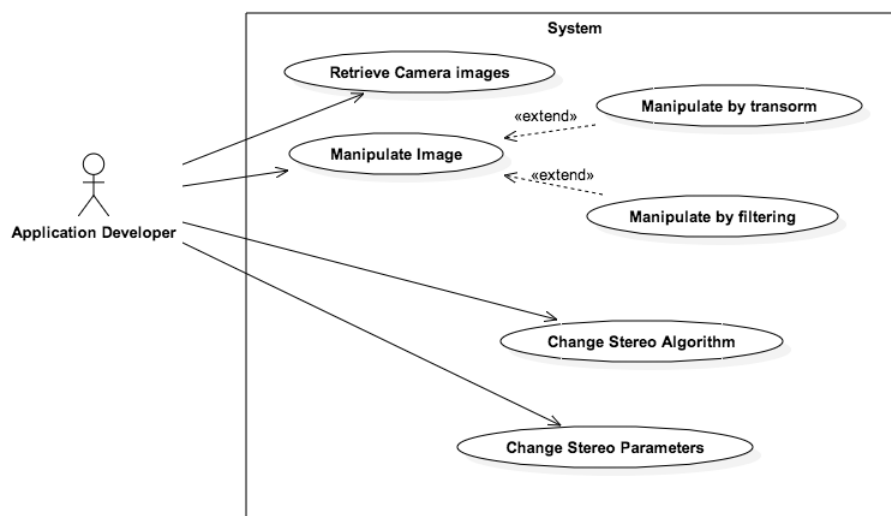 System
Retrieve Camera images
Manipulate by transorm
«extend»
Manipulate Image
«extend»
Manipulate by filtering
Application Developer
Change Stereo Algorithm
Change Stereo Parameters